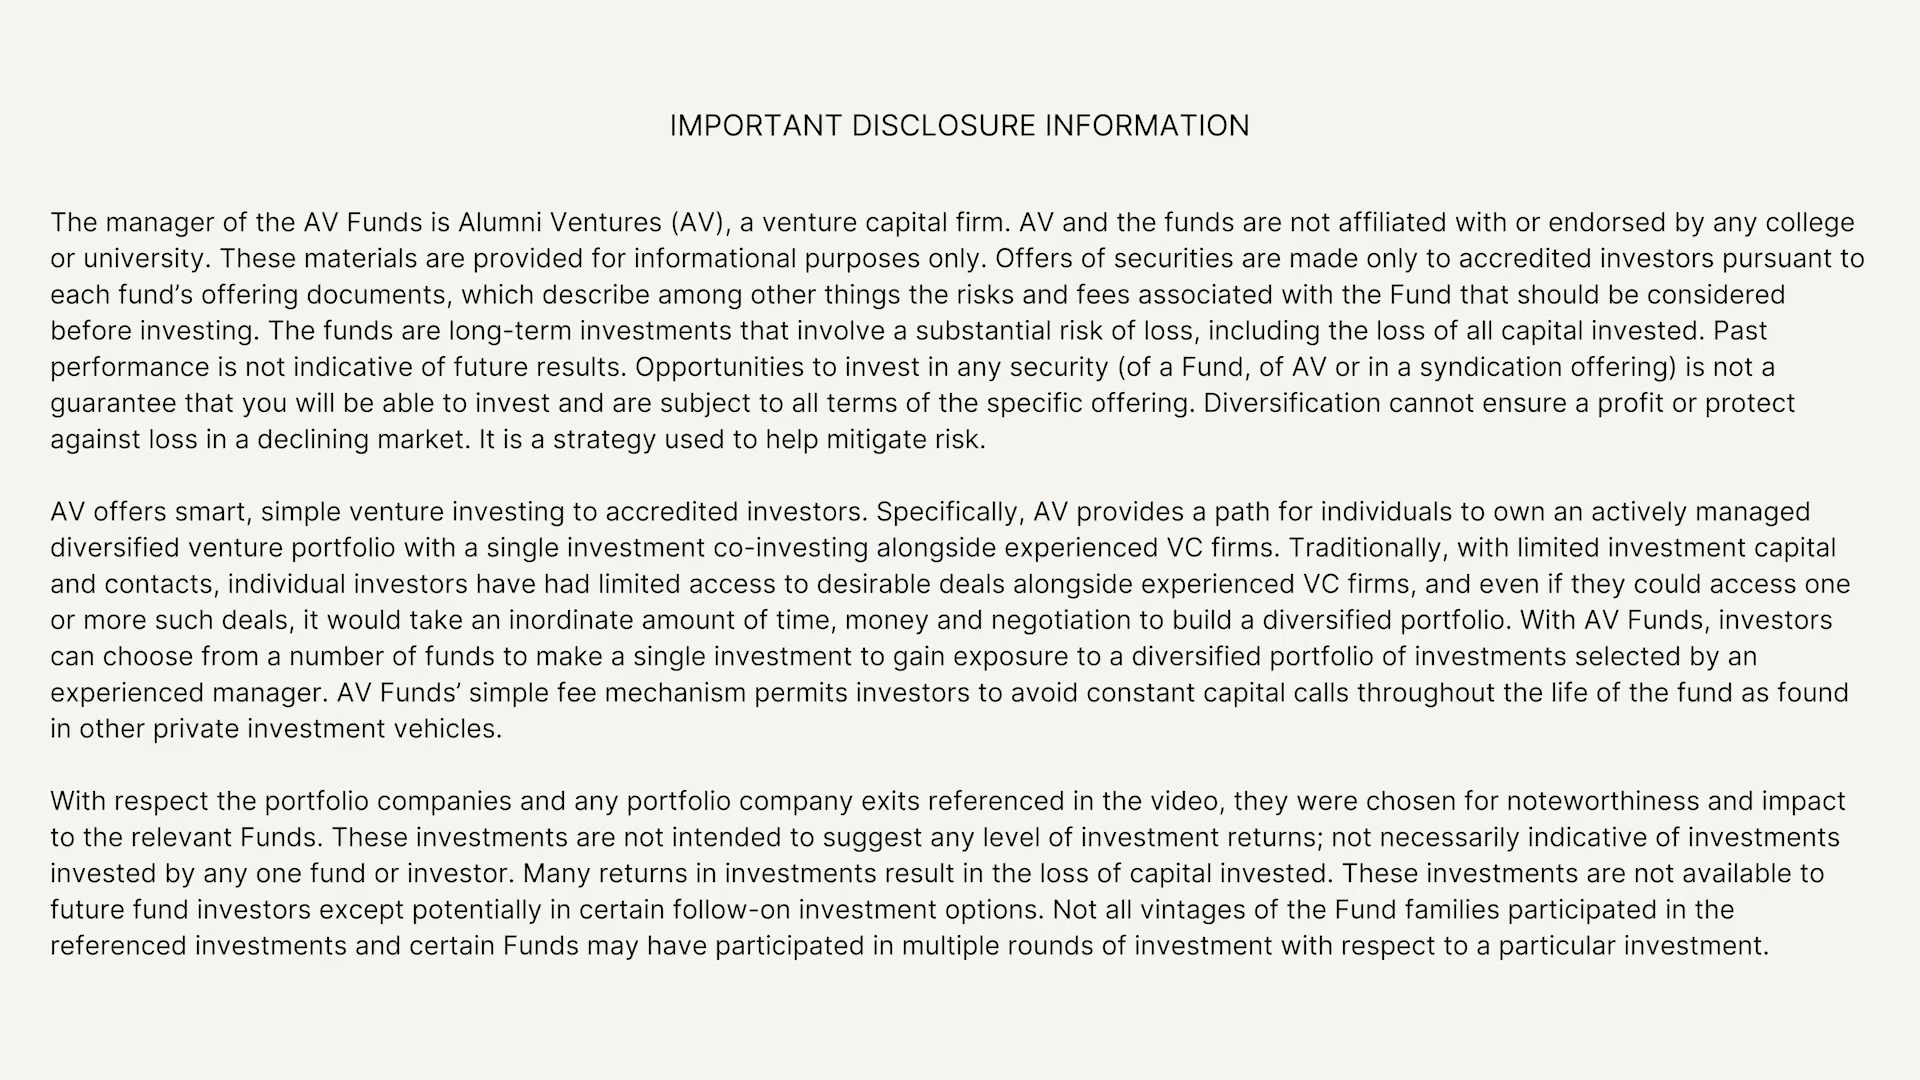 IMPORTANT DISCLOSURE INFORMATION
The manager of the AV Funds is Alumni Ventures (AV), a venture capital firm. AV and the funds are not affiliated with or endorsed by any college
or university. These materials are provided for informational purposes only. Offers of securities are made only to accredited investors pursuant to
each fund’s offering documents, which describe among other things the risks and fees associated with the Fund that should be considered
before investing. The funds are long-term investments that involve a substantial risk of loss, including the loss of all capital invested. Past
performance is not indicative of future results. Opportunities to invest in any security (of a Fund, of AV or in a syndication offering) is not a
guarantee that you will be able to invest and are subject to all terms of the specific offering. Diversification cannot ensure a profit or protect
against loss in a declining market. It is a strategy used to help mitigate risk.
AV offers smart, simple venture investing to accredited investors. Specifically, AV provides a path for individuals to own an actively managed
diversified venture portfolio with a single investment co-investing alongside experienced VC firms. Traditionally, with limited investment capital
and contacts, individual investors have had limited access to desirable deals alongside experienced VC firms, and even if they could access one
or more such deals, it would take an inordinate amount of time, money and negotiation to build a diversified portfolio. With AV Funds, investors
can choose from a number of funds to make a single investment to gain exposure to a diversified portfolio of investments selected by an
experienced manager. AV Funds’ simple fee mechanism permits investors to avoid constant capital calls throughout the life of the fund as found
in other private investment vehicles.
With respect the portfolio companies and any portfolio company exits referenced in the video, they were chosen for noteworthiness and impact
to the relevant Funds. These investments are not intended to suggest any level of investment returns; not necessarily indicative of investments
invested by any one fund or investor. Many returns in investments result in the loss of capital invested. These investments are not available to
future fund investors except potentially in certain follow-on investment options. Not all vintages of the Fund families participated in the
referenced investments and certain Funds may have participated in multiple rounds of investment with respect to a particular investment.